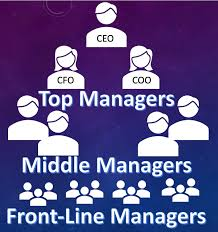 CEO
CFO COO
Top Managers
Middle Managers
Front-Line Managers